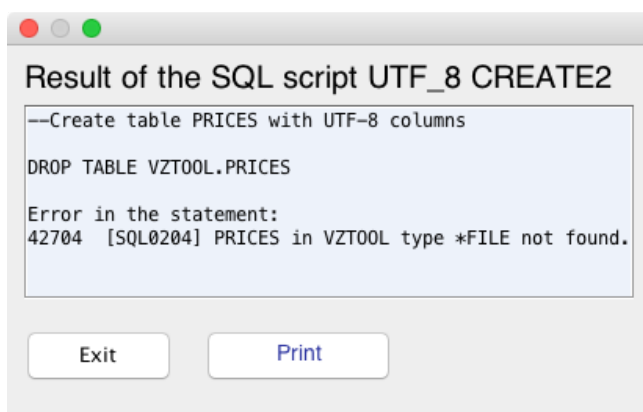 Result of the SQL script UTF_8 CREATE2
--Create table PRICES with UTF-8 columns
DROP TABLE VZTOOL.PRICES
Error in the statement:
42704  [SQL0204] PRICES in VZTOOL type *FILE not found.
Exit
Print